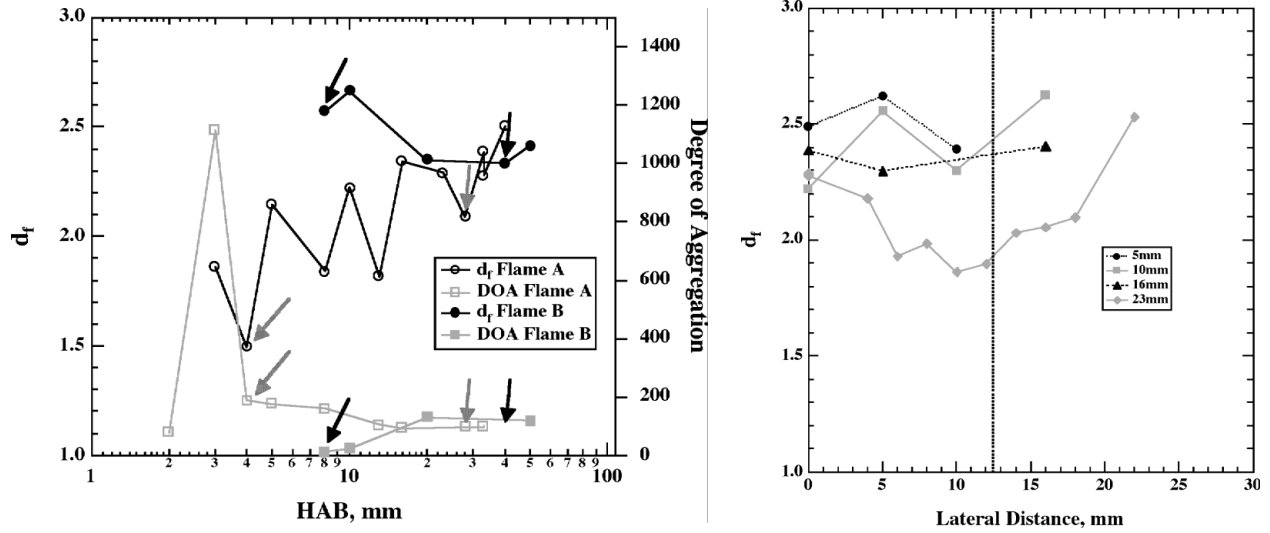 3.0
2.5
2.0
1.5
1.0
d_f
1400
1200
1000
800
600
400
200
0
Degree of Aggregation
d_f Flame A
DOA Flame A
d_f Flame B
DOA Flame B
1 2 3 4 5 6 7 8 9 10 2 3 4 5 6 7 8 9 100
HAB, mm
3.0
2.5
2.0
1.5
1.0
d_f
5mm
10mm
16mm
23mm
0 5 10 15 20 25 30
Lateral Distance, mm